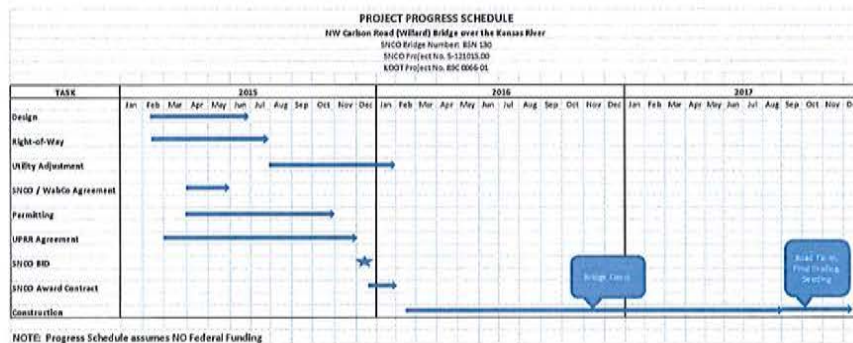 PROJECT PROGRESS SCHEDULE
NW Carlson Road (Willard) Bridge over the Kansas River
SNCO Bridge Number: BSN 130
SNCO Project No. S-121015.00
KDOT Project No. 89C 0066-01
TASK 2015 2016 2017
Jan Feb Mar Apr May Jun Jul Aug Sep Oct Nov Dec Jan Feb Mar Apr May Jun Jul Aug Sep Oct Nov Dec Jan Feb Mar Apr May Jun Jul Aug Sep Oct Nov D
Design
Right-of-Way
Utility Adjustment
SNCO / WabCo Agreement
Permitting
UPRR Agreement
SNCO BID
SNCO Award Contract
Bridge
Road
Final Grading,
Seeding
Construction
NOTE: Progress Schedule assumes NO Federal Funding